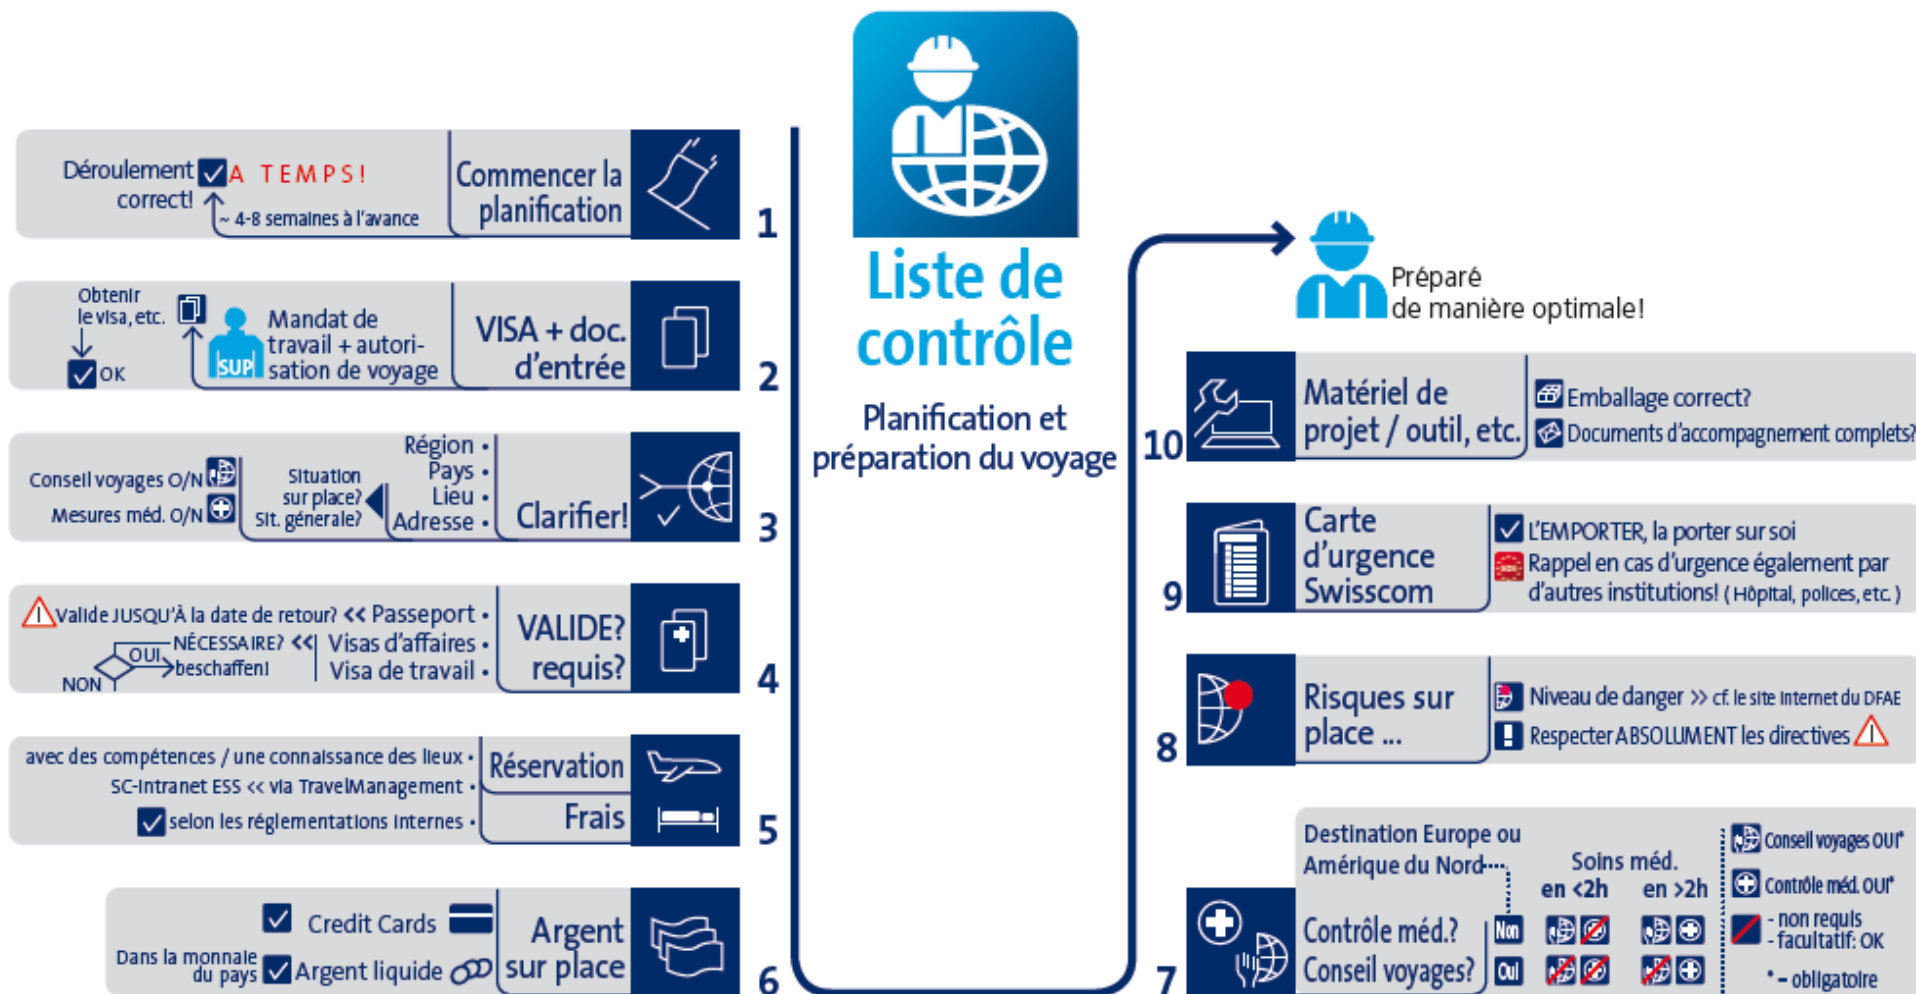 Liste de
contrôle
Planification et
préparation du voyage
Déroulement
correct!
A TEMPS!
~ 4-8 semaines à l'avance
Commencer la
planification
1
Obtenir
le visa, etc.
OK
SUP
Mandat de
travail + autori-
sation de voyage
VISA + doc.
d'entrée
2
Conseil voyages O/N
Mesures méd. O/N
Situation
sur place?
Sit. génerale?
Région •
Pays •
Lieu •
Adresse •
Clarifier!
3
Valide JUSQU'À la date de retour? << Passeport •
NÉCESSAIRE? << Visas d'affaires •
OUI
beschaffen!
Visa de travail •
NON
VALIDE?
requis?
4
avec des compétences / une connaissance des lieux •
SC-Intranet ESS << via TravelManagement •
selon les réglementations internes •
Réservation
Frais
5
Credit Cards
Dans la monnaie
du pays
Argent liquide
Argent
sur place
6
Préparé
de manière optimale!
10
Matériel de
projet / outil, etc.
Emballage correct?
Documents d'accompagnement complets?
9
Carte
d'urgence
Swisscom
L'EMPORTER, la porter sur soi
SOS
Rappel en cas d'urgence également par
d'autres institutions! ( Hôpital, polices, etc. )
8
Risques sur
place ...
Niveau de danger >> cf. le site Internet du DFAE
Respecter ABSOLUMENT les directives
7
Destination Europe ou
Amérique du Nord
Soins méd.
en <2h en >2h
Contrôle méd.?
Conseil voyages?
Non
Oui
Conseil voyages OUI*
Contrôle méd. OUI*
- non requis
- facultatif: OK
* = obligatoire